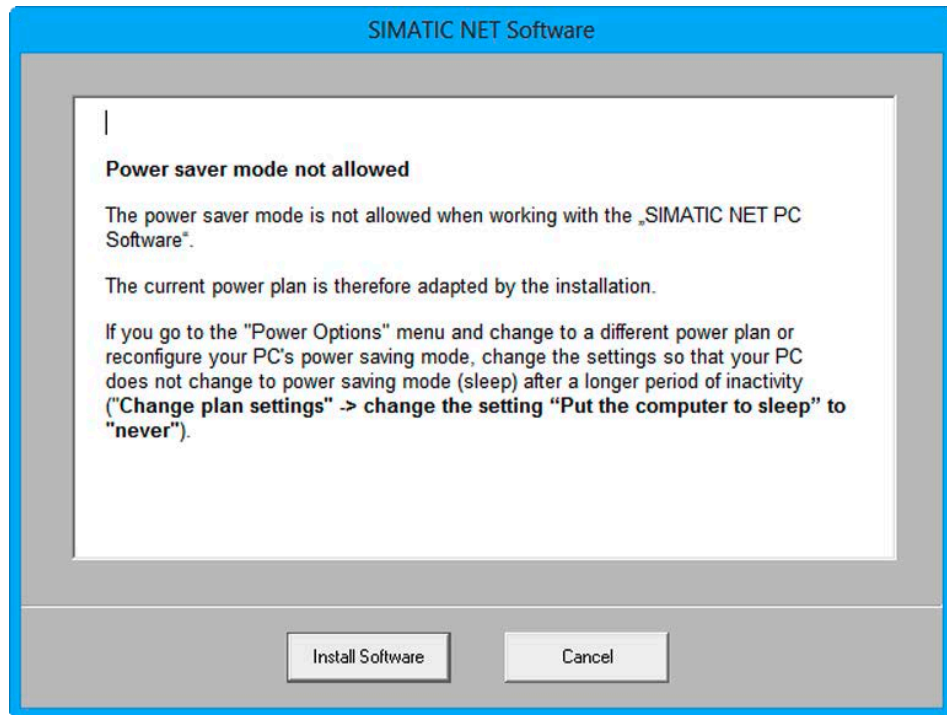 SIMATIC NET Software
Power saver mode not allowed
The power saver mode is not allowed when working with the „SIMATIC NET PC
Software“.
The current power plan is therefore adapted by the installation.
If you go to the "Power Options" menu and change to a different power plan or
reconfigure your PC's power saving mode, change the settings so that your PC
does not change to power saving mode (sleep) after a longer period of inactivity
("Change plan settings" -> change the setting “Put the computer to sleep” to
"never").
Install Software
Cancel